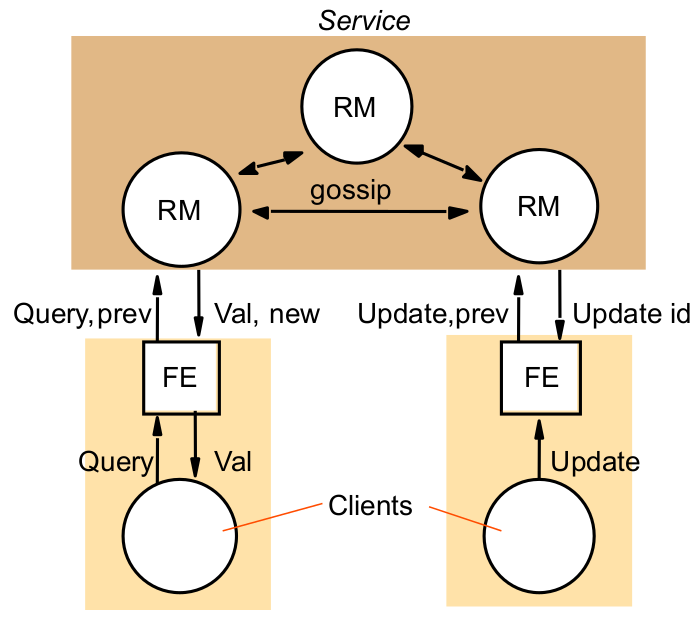 Service
RM
RM
gossip
RM
Query,prev
Val, new
Update,prev
Update id
FE
FE
Query
Val
Update
Clients